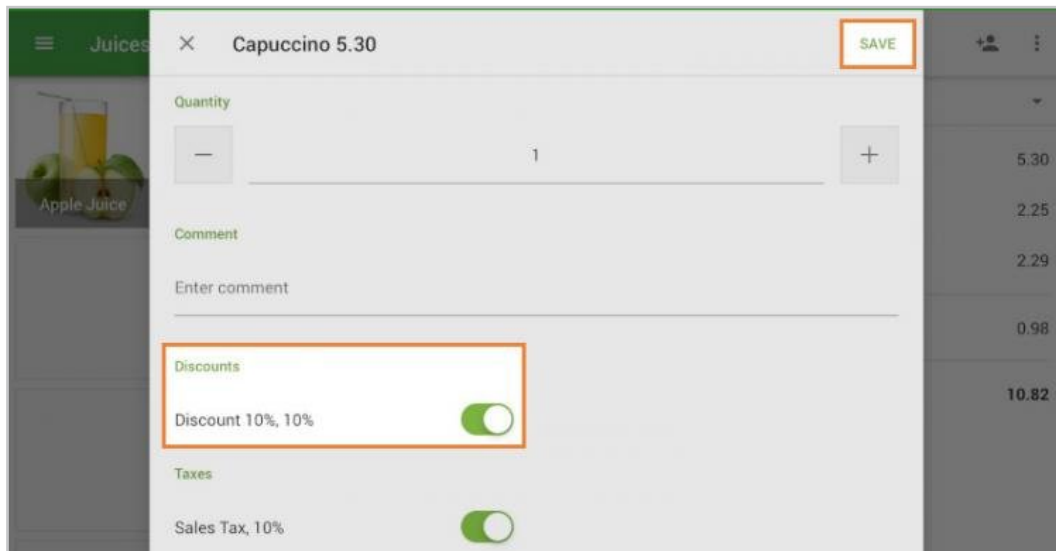 Juices
Capuccino 5.30
SAVE
Quantity
1
5.30
Apple Juice
2.25
Comment
2.29
Enter comment
0.98
Discounts
10.82
Discount 10%, 10%
Taxes
Sales Tax, 10%